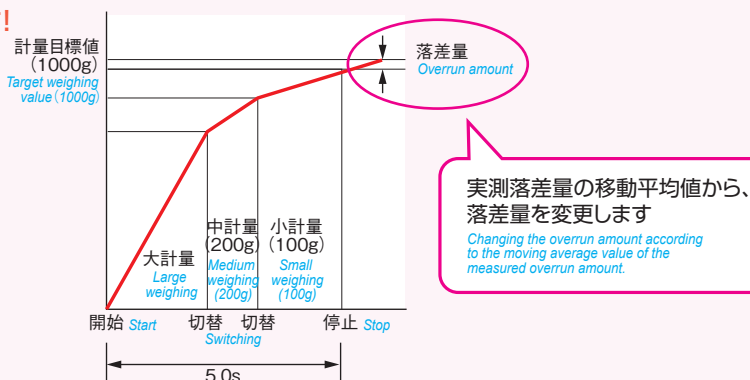 !
計量目標値
(1000g)
Target weighing
value(1000g)
落差量
Overrun amount
実測落差量の移動平均値から、
落差量を変更します
Changing the overrun amount according
to the moving average value of the
measured overrun amount.
大計量
Large
weighing
中計量
(200g)
Medium
weighing
(200g)
小計量
(100g)
Small
weighing
(100g)
開始 Start
切替 切替
Switching
停止 Stop
5.0s